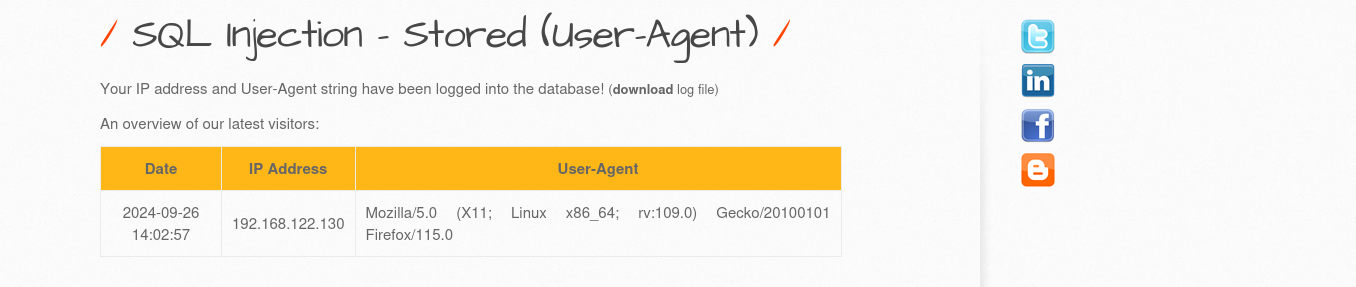 / SQL Injection - Stored (User-Agent) /
Your IP address and User-Agent string have been logged into the database! (download log file)
An overview of our latest visitors:
Date IP Address User-Agent
2024-09-26 14:02:57 192.168.122.130 Mozilla/5.0 (X11; Linux x86_64; rv:109.0) Gecko/20100101
Firefox/115.0